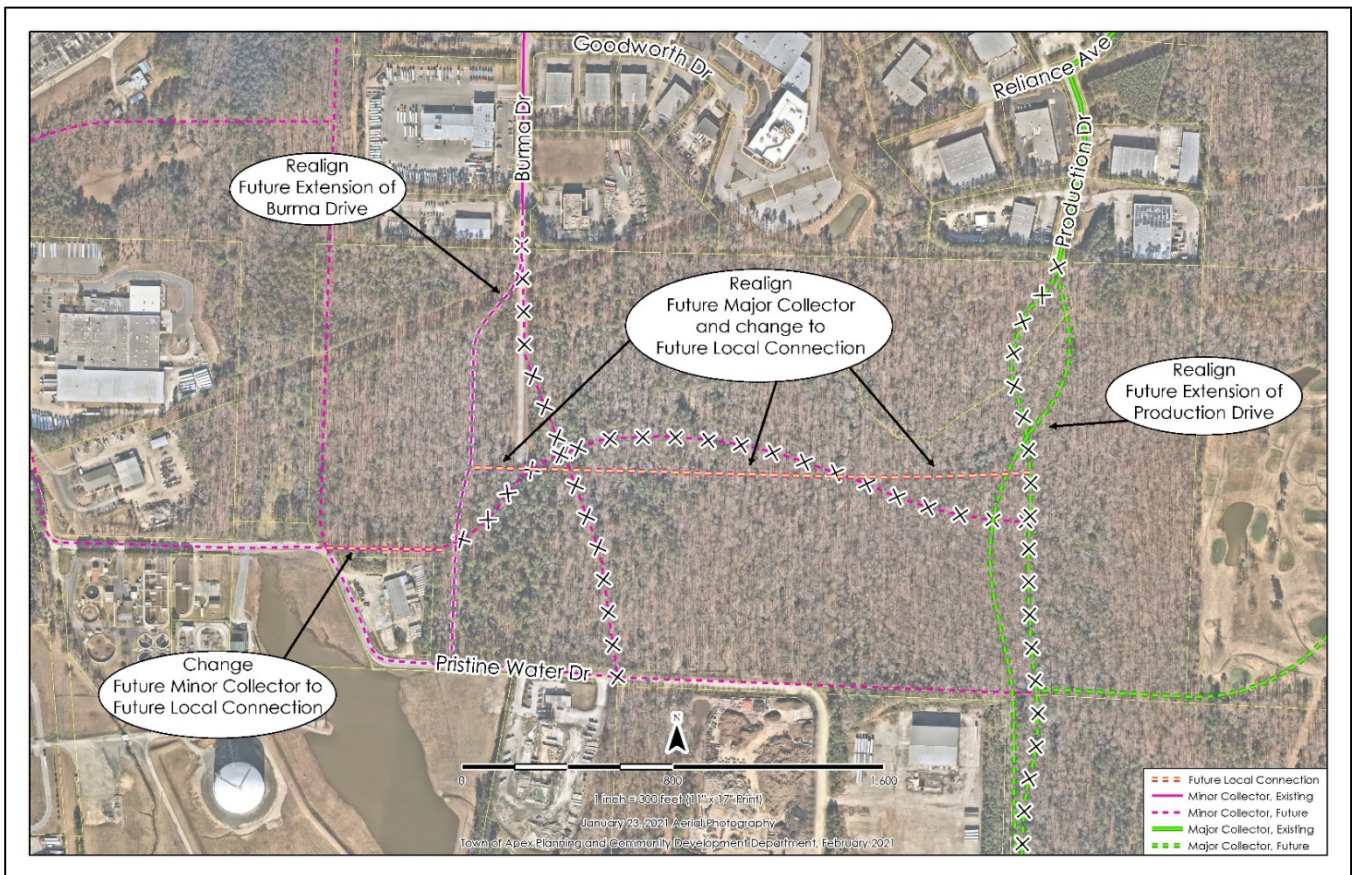 Goodworth Dr
Reliance Ave
Burma Dr
Production Dr
Realign
Future Extension of
Burma Drive
Realign
Future Major Collector
and change to
Future Local Connection
Realign
Future Extension of
Production Drive
Change
Future Minor Collector to
Future Local Connection
Pristine Water Dr
N
0 800 1,600
1 inch = 300 feet (11" x 17" Print)
January 23, 2021 Aerial Photography
Town of Apex Planning and Community Development Department, February 2021
Future Local Connection
Minor Collector, Existing
Minor Collector, Future
Major Collector, Existing
Major Collector, Future